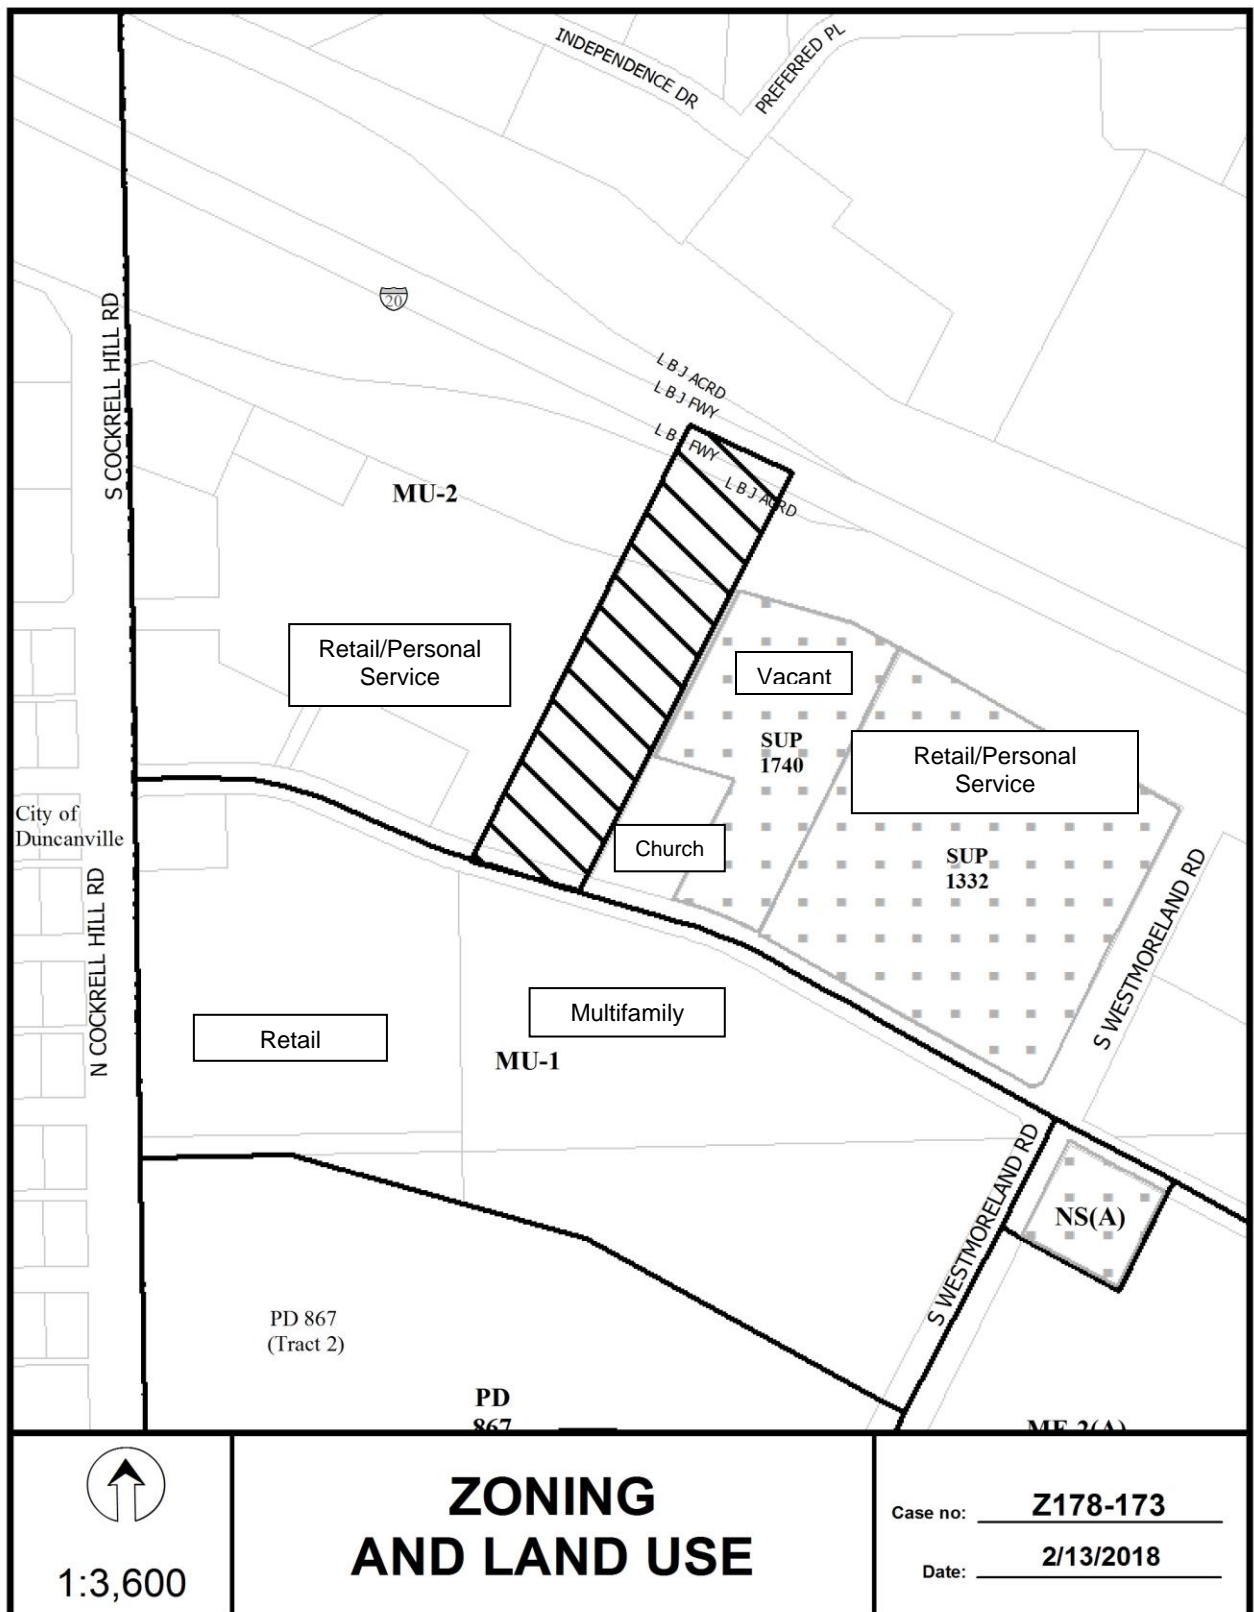 INDEPENDENCE DR
PREFERRED PL
20
S COCKRELL HILL RD
L B J ACRD
L B J FWY
L B J FWY
L B J ACRD
MU-2
Retail/Personal
Service
Vacant
SUP
1740
Retail/Personal
Service
City of
Duncanville
Church
SUP
1332
S WESTMORELAND RD
N COCKRELL HILL RD
Multifamily
Retail
MU-1
S WESTMORELAND RD
NS(A)
PD 867
(Tract 2)
PD
867
MF-2(A)
1:3,600
ZONING
AND LAND USE
Case no: Z178-173
Date: 2/13/2018